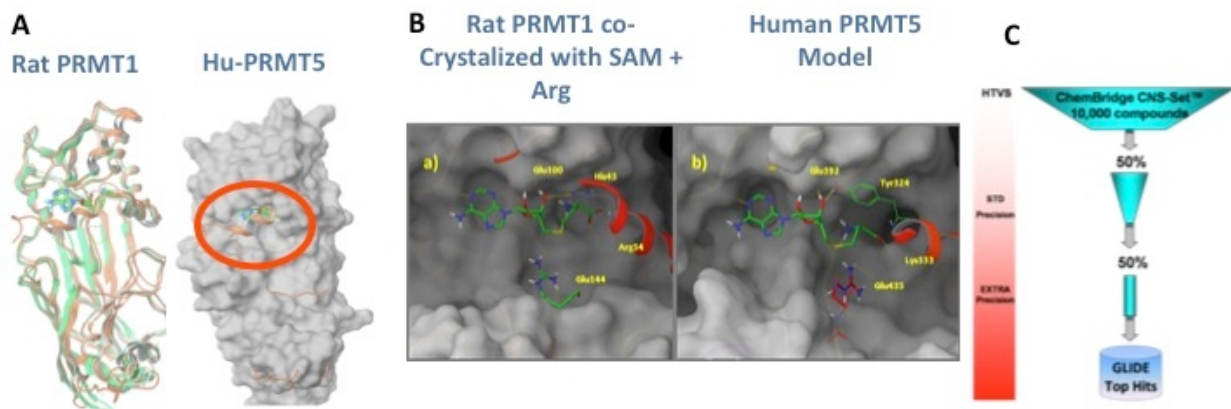 A
Rat PRMT1
Hu-PRMT5
B
Rat PRMT1 co-
Crystalized with SAM +
Arg
Human PRMT5
Model
a)
Glu100
His45
Arg54
Glu144
b)
Glu392
Tyr324
Lys333
Glu435
C
HTVS
STD
Precision
EXTRA
Precision
ChemBridge CNS-Set™
10,000 compounds
50%
50%
GLIDE
Top Hits